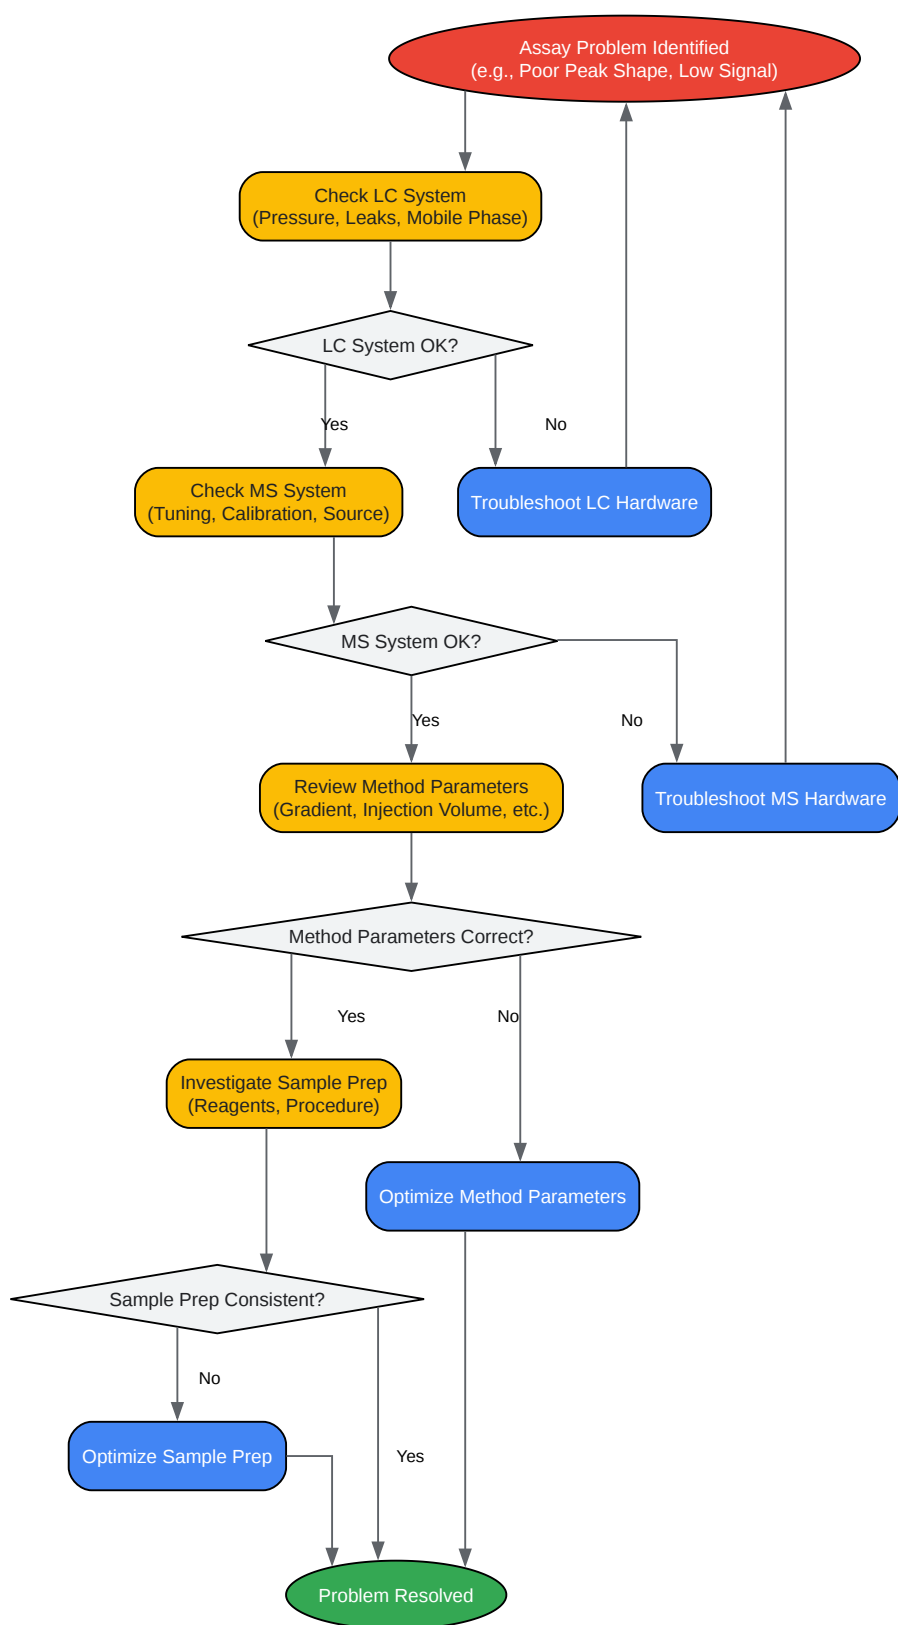 Assay Problem Identified
(e.g., Poor Peak Shape, Low Signal)
Check LC System
(Pressure, Leaks, Mobile Phase)
LC System OK?
Yes
No
Check MS System
(Tuning, Calibration, Source)
Troubleshoot LC Hardware
MS System OK?
Yes
No
Review Method Parameters
(Gradient, Injection Volume, etc.)
Troubleshoot MS Hardware
Method Parameters Correct?
Yes
No
Investigate Sample Prep
(Reagents, Procedure)
Optimize Method Parameters
Sample Prep Consistent?
No
Optimize Sample Prep
Yes
Problem Resolved